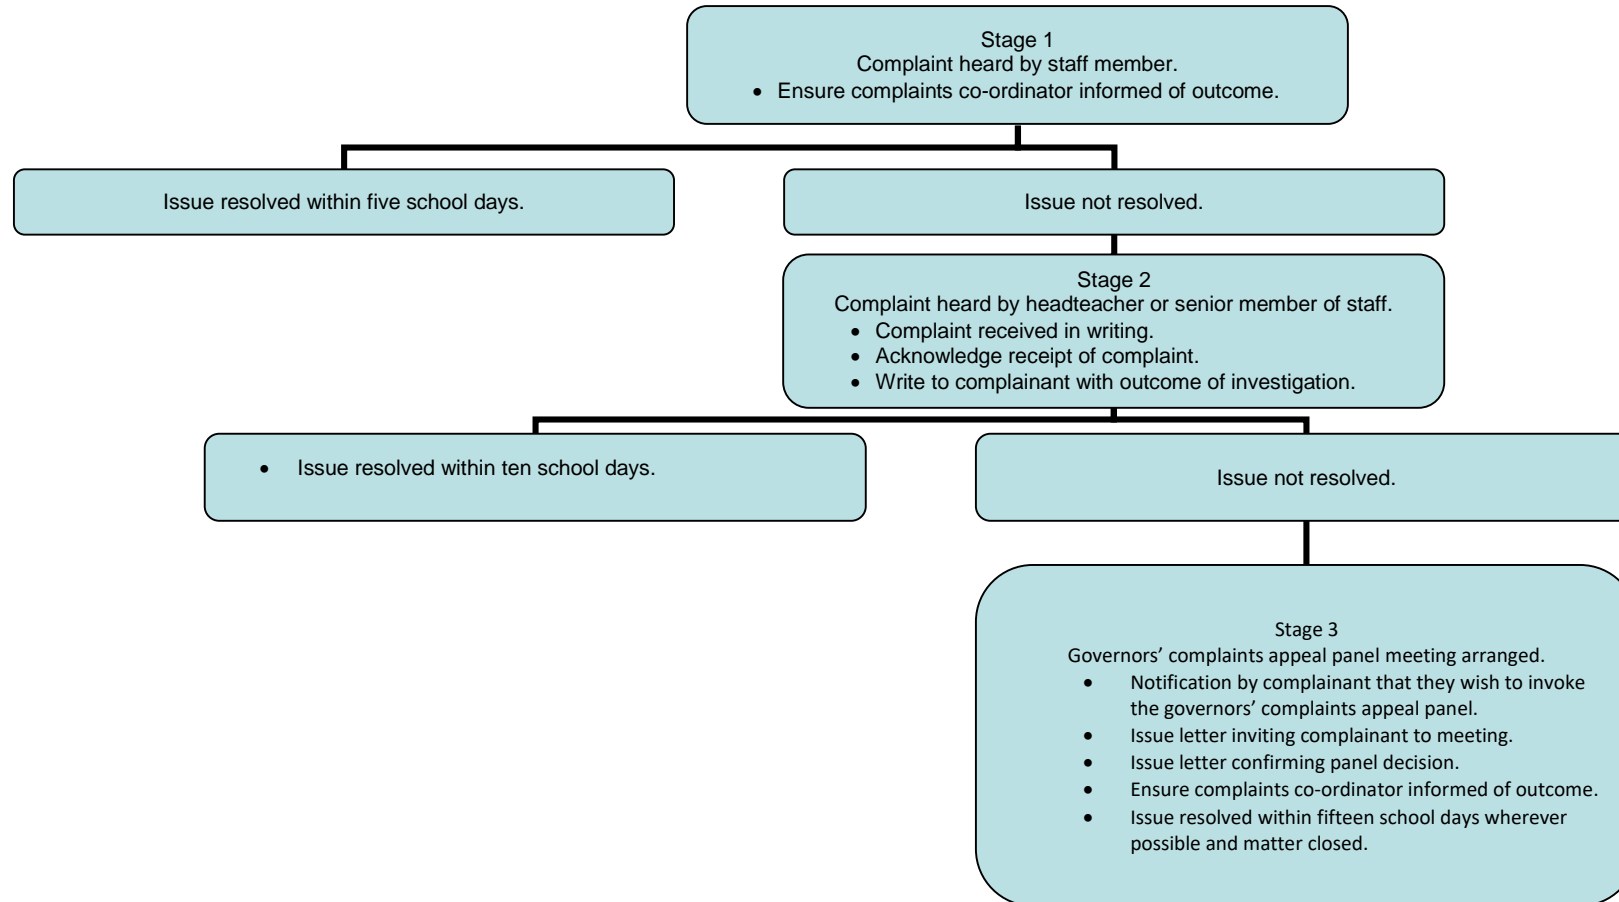 Stage 1
Complaint heard by staff member.
• Ensure complaints co-ordinator informed of outcome.
Issue resolved within five school days.
Issue not resolved.
Stage 2
Complaint heard by headteacher or senior member of staff.
• Complaint received in writing.
• Acknowledge receipt of complaint.
• Write to complainant with outcome of investigation.
• Issue resolved within ten school days.
Issue not resolved.
Stage 3
Governors’ complaints appeal panel meeting arranged.
• Notification by complainant that they wish to invoke
the governors’ complaints appeal panel.
• Issue letter inviting complainant to meeting.
• Issue letter confirming panel decision.
• Ensure complaints co-ordinator informed of outcome.
• Issue resolved within fifteen school days wherever
possible and matter closed.